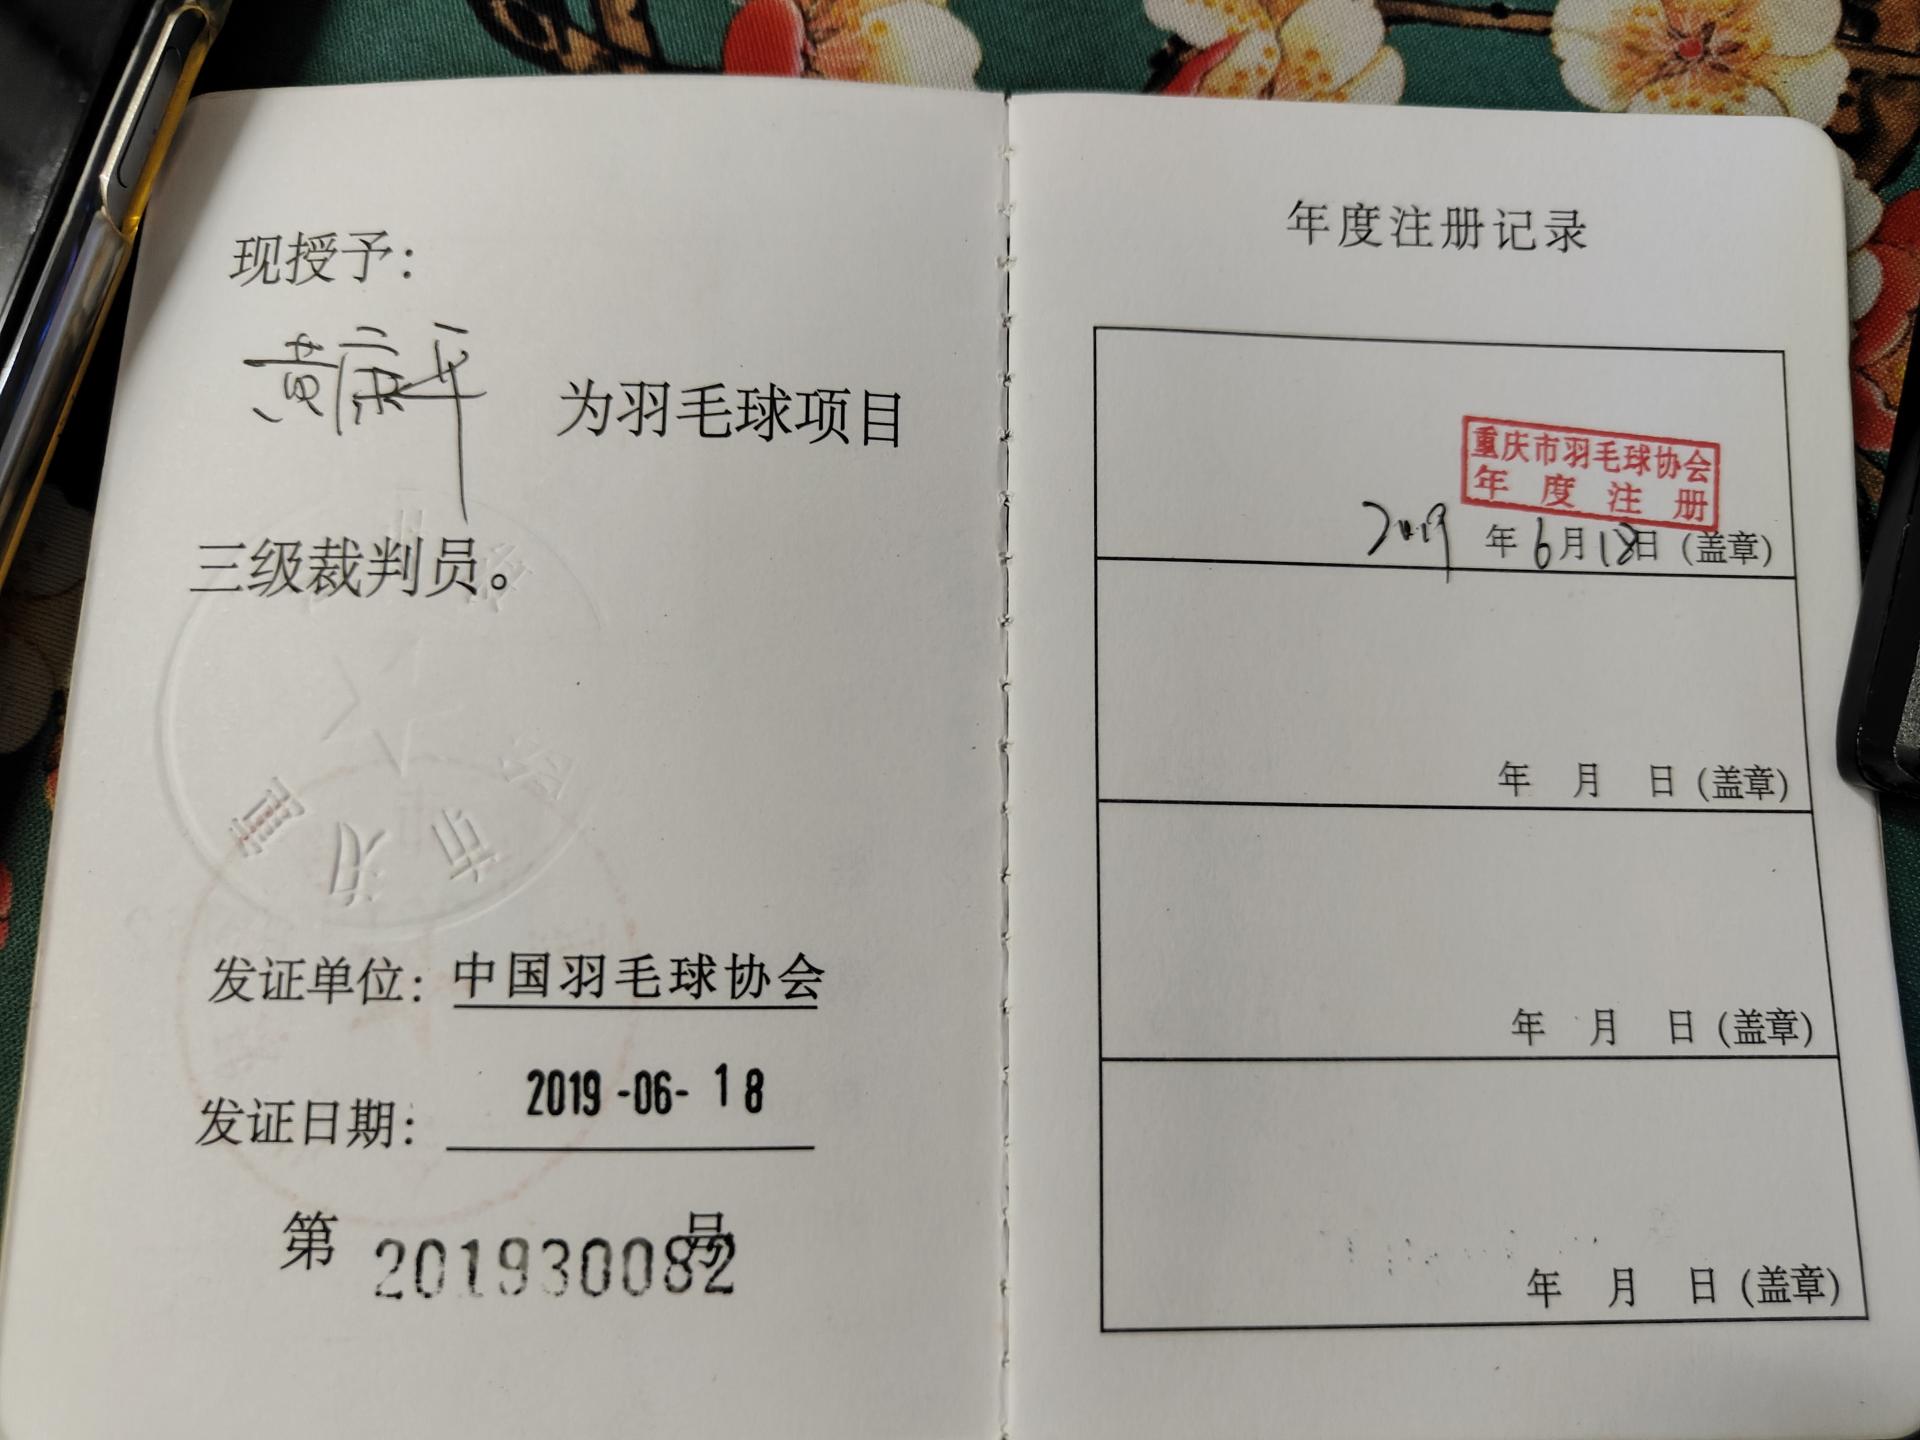 现授予：
为羽毛球项目
三级裁判员。
发证单位：中国羽毛球协会
发证日期：2019-06-18
第 201930082 号
年度注册记录
重庆市羽毛球协会
年度注册
2019 年 6 月 18 日（盖章）
年 月 日（盖章）
年 月 日（盖章）
年 月 日（盖章）